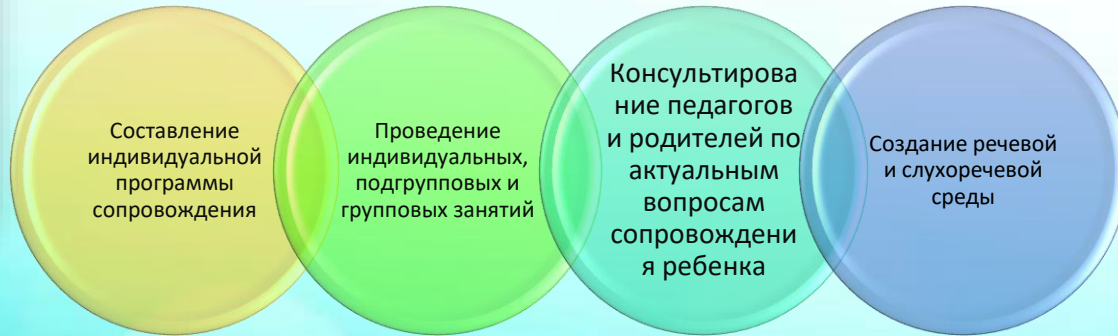 Составление
индивидуальной
программы
сопровождения
Проведение
индивидуальных,
подгрупповых и
групповых занятий
Консультирова
ние педагогов
и родителей по
актуальным
вопросам
сопровождени
я ребенка
Создание речевой
и слухоречевой
среды